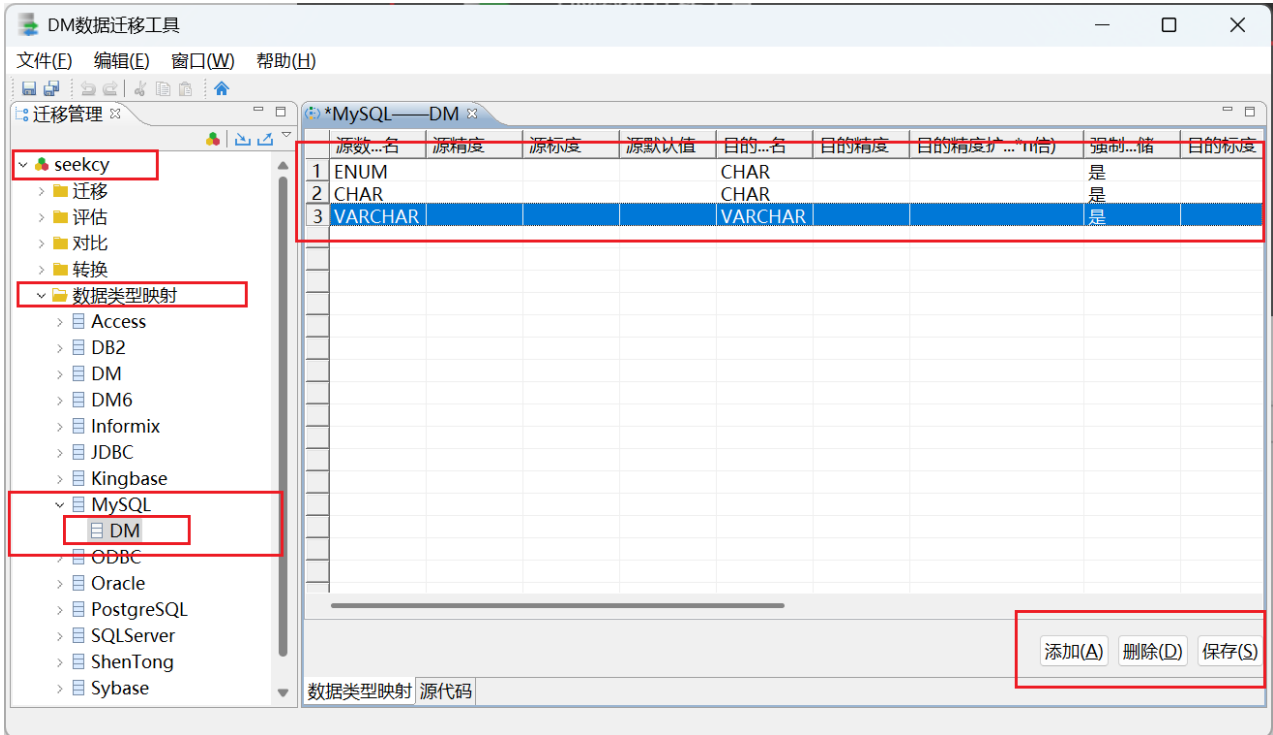 DM数据迁移工具
文件(F) 编辑(E) 窗口(W) 帮助(H)
迁移管理
seekcy
迁移
评估
对比
转换
数据类型映射
Access
DB2
DM
DM6
Informix
JDBC
Kingbase
MySQL
DM
ODBC
Oracle
PostgreSQL
SQLServer
ShenTong
Sybase
*MySQL——DM
源数...名 源精度 源标度 源默认值 目的...名 目的精度 目的精度扩...*n倍) 强制...储 目的标度
1 ENUM CHAR 是
2 CHAR CHAR 是
3 VARCHAR VARCHAR 是
添加(A) 删除(D) 保存(S)
数据类型映射 源代码